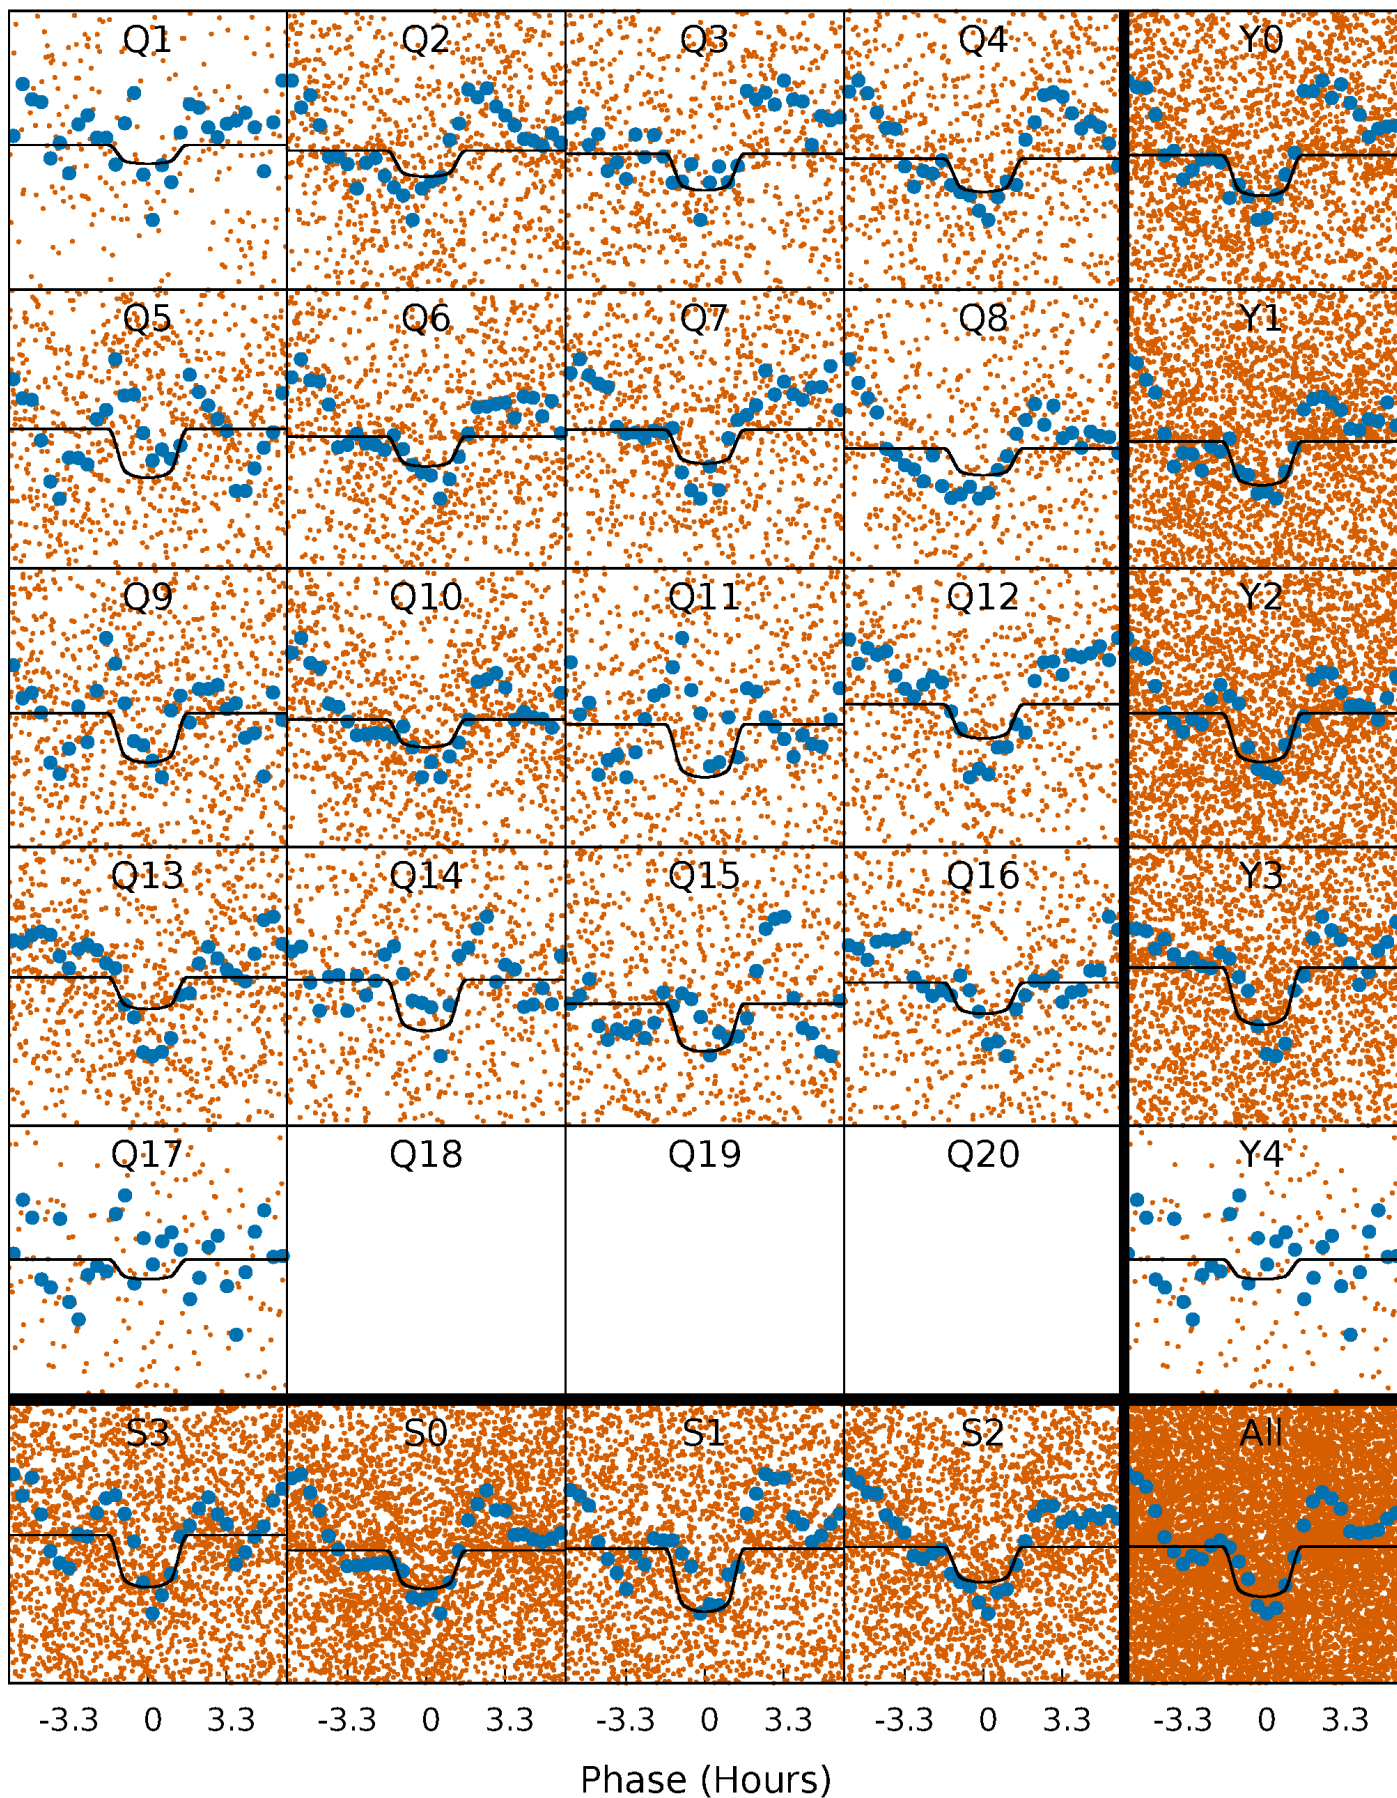 Q1 Q2 Q3 Q4 Y0
Q5 Q6 Q7 Q8 Y1
Q9 Q10 Q11 Q12 Y2
Q13 Q14 Q15 Q16 Y3
Q17 Q18 Q19 Q20 Y4
S3 S0 S1 S2 All
-3.3 0 3.3 -3.3 0 3.3 -3.3 0 3.3 -3.3 0 3.3 -3.3 0 3.3
Phase (Hours)